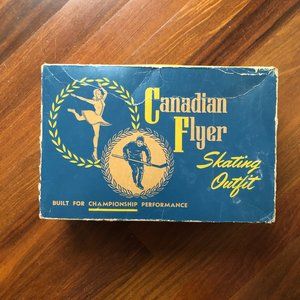 Canadian
Flyer
Skating
Outfit
BUILT FOR CHAMPIONSHIP PERFORMANCE